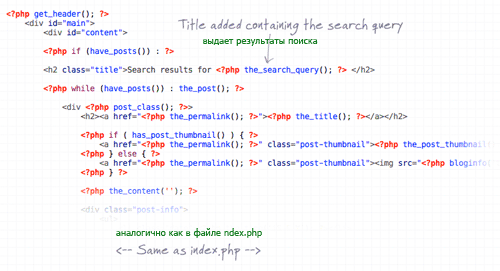 <?php get_header(); ?>
<div id="main">
Title added containing the search query
<div id="content">
выдает результаты поиска
<?php if (have_posts()) : ?>
<h2 class="title">Search results for <?php the_search_query(); ?> </h2>
<?php while (have_posts()) : the_post(); ?>
<div <?php post_class(); ?>>
<h2><a href="<?php the_permalink(); ?>"><?php the_title(); ?></a></h2>
<?php if ( has_post_thumbnail() ) { ?>
<a href="<?php the_permalink(); ?>" class="post-thumbnail"><?php the_post_thumbnail(
<?php } else { ?>
<a href="<?php the_permalink(); ?>" class="post-thumbnail"><img src="<?php bloginfo(
<?php } ?>
<?php the_content(''); ?>
<div class="post-info">
аналогично как в файле ndex.php
<-- Same as index.php -->